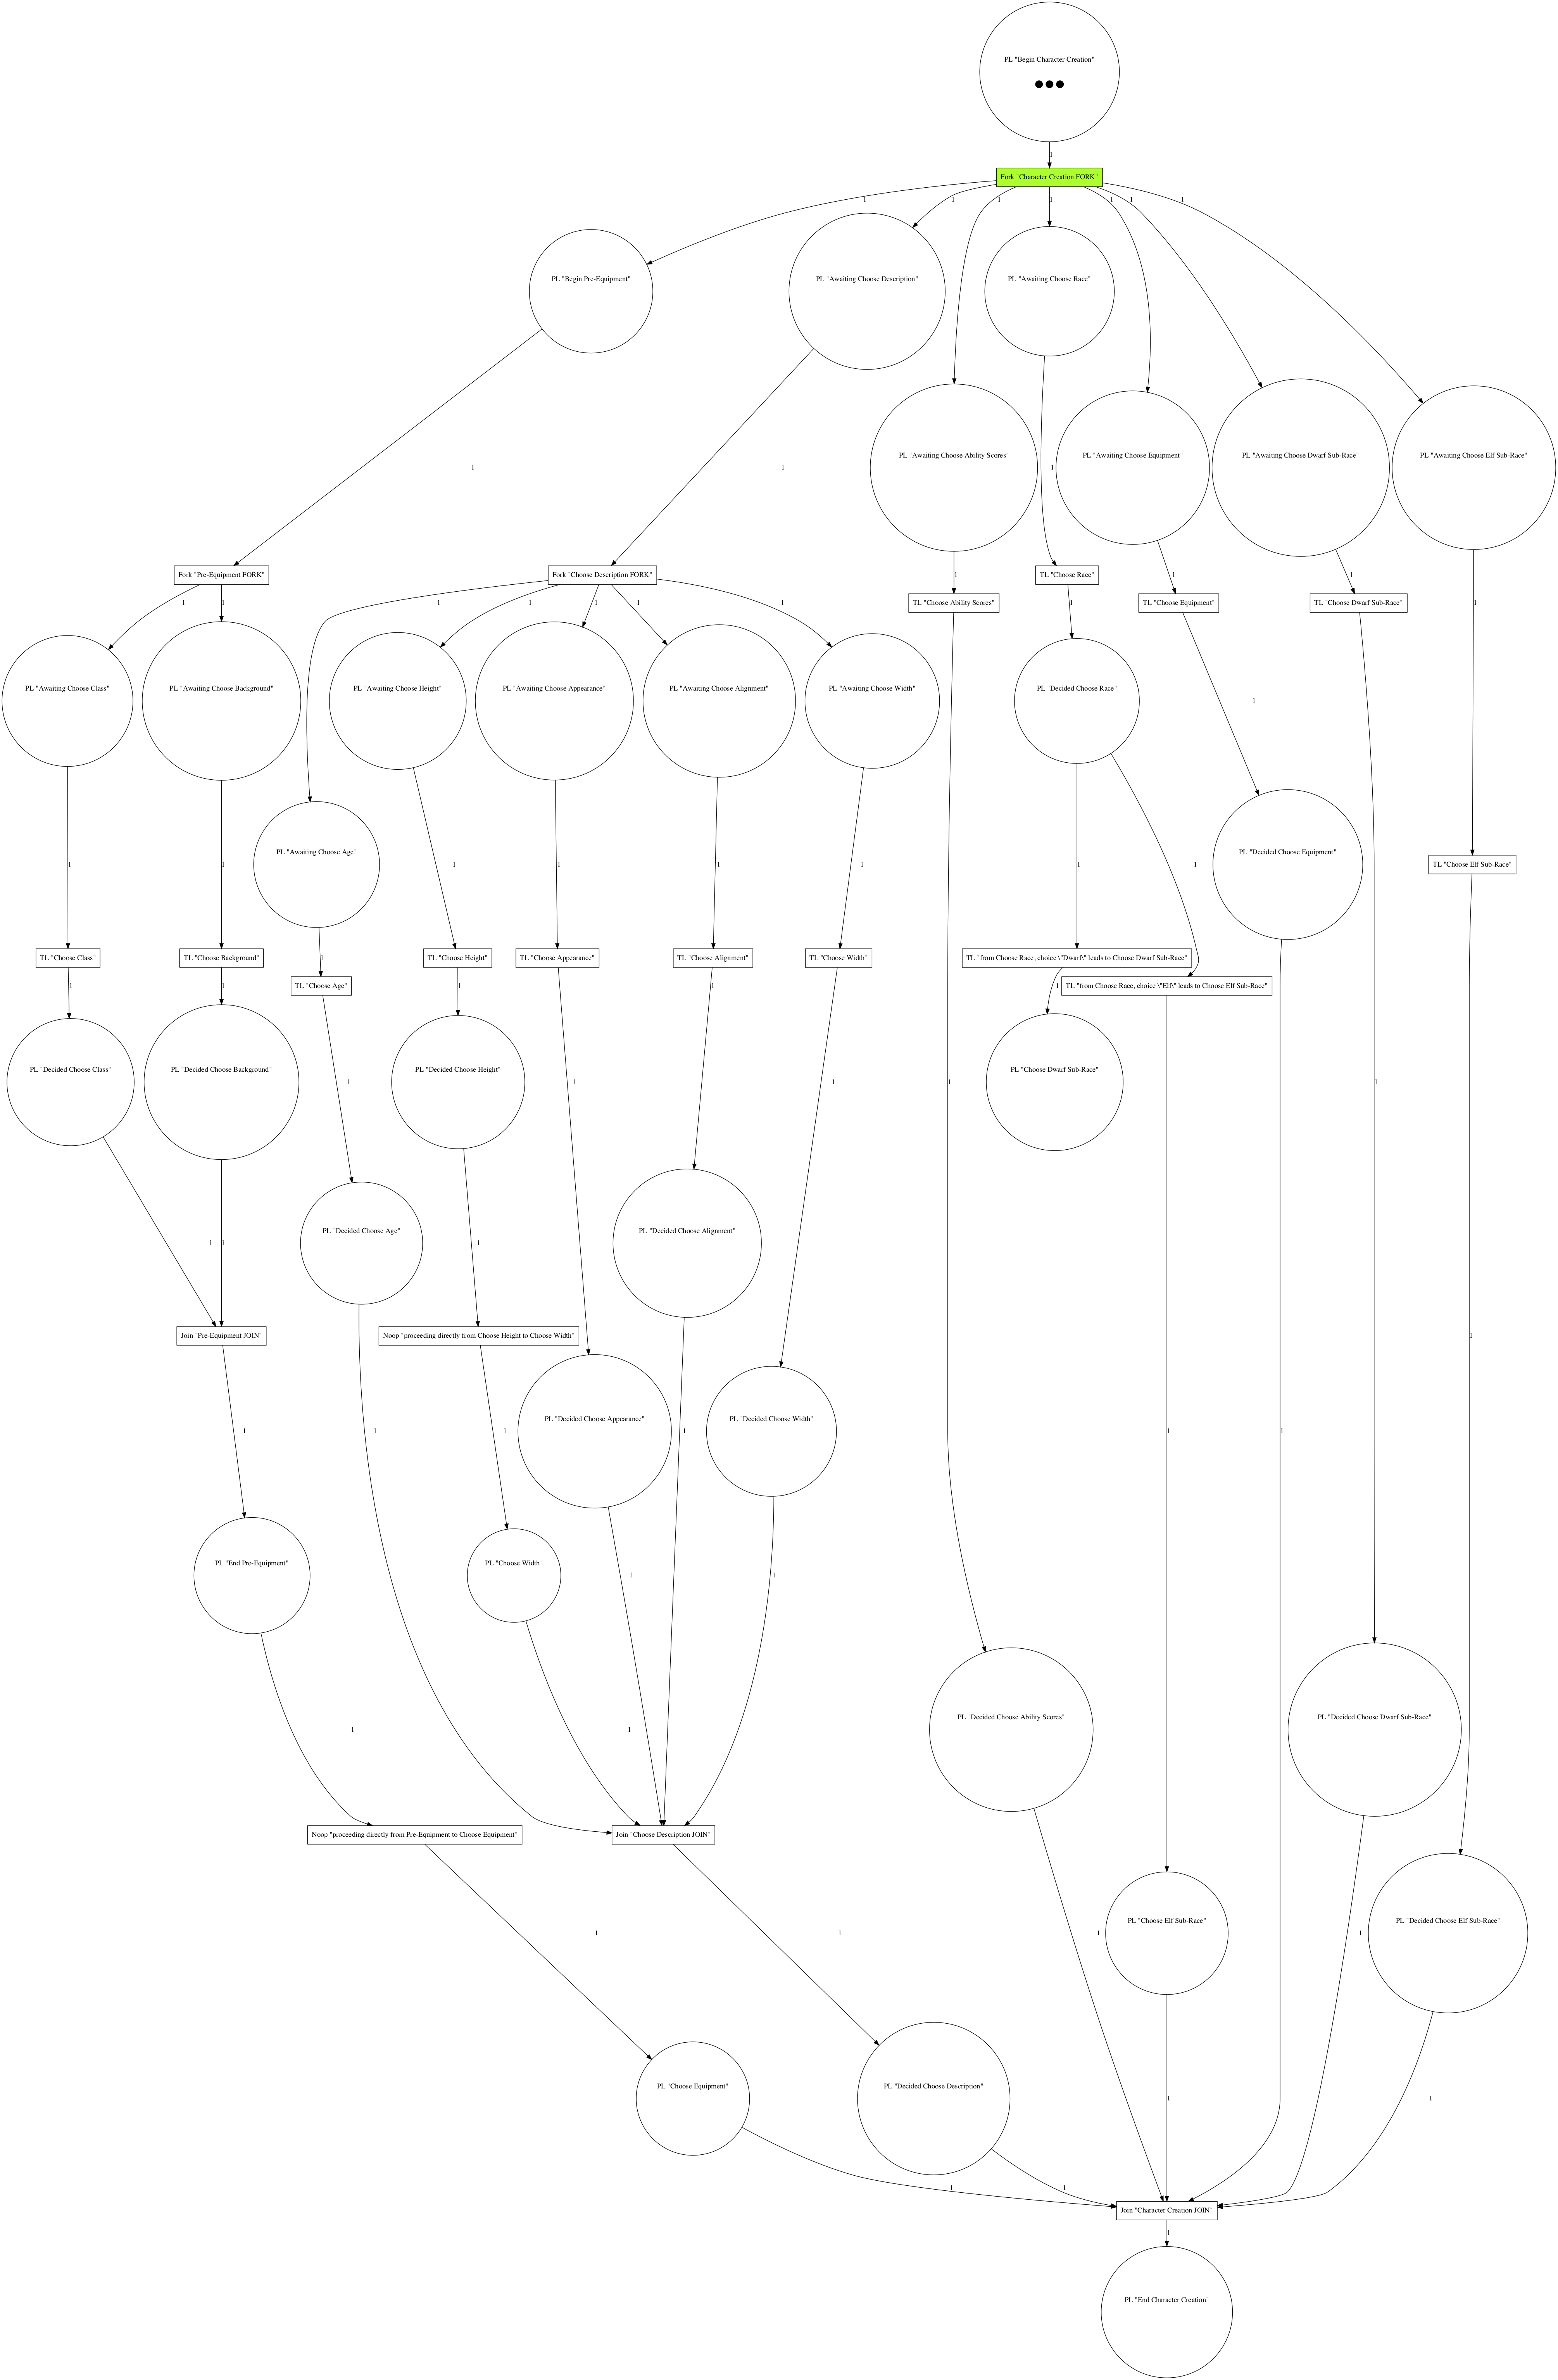 PL "Begin Character Creation"
1
Fork "Character Creation FORK"
1
1
1
1
1
1
1
PL "Begin Pre-Equipment"
PL "Awaiting Choose Description"
PL "Awaiting Choose Race"
PL "Awaiting Choose Ability Scores"
PL "Awaiting Choose Equipment"
PL "Awaiting Choose Dwarf Sub-Race"
PL "Awaiting Choose Elf Sub-Race"
1
1
1
Fork "Pre-Equipment FORK"
Fork "Choose Description FORK"
1
TL "Choose Race"
1
1
TL "Choose Ability Scores"
TL "Choose Equipment"
TL "Choose Dwarf Sub-Race"
1
1
1
1
1
1
1
1
1
PL "Awaiting Choose Class"
PL "Awaiting Choose Background"
PL "Awaiting Choose Height"
PL "Awaiting Choose Appearance"
PL "Awaiting Choose Alignment"
PL "Awaiting Choose Width"
PL "Decided Choose Race"
1
PL "Awaiting Choose Age"
PL "Decided Choose Equipment"
1
1
1
1
1
1
1
1
TL "Choose Elf Sub-Race"
TL "Choose Class"
TL "Choose Background"
1
TL "Choose Height"
TL "Choose Appearance"
TL "Choose Alignment"
TL "Choose Width"
TL "from Choose Race, choice \"Dwarf\" leads to Choose Dwarf Sub-Race"
1
1
TL "Choose Age"
1
1
1
TL "from Choose Race, choice \"Elf\" leads to Choose Elf Sub-Race"
PL "Decided Choose Class"
PL "Decided Choose Background"
PL "Decided Choose Height"
PL "Choose Dwarf Sub-Race"
1
1
1
1
1
PL "Decided Choose Age"
PL "Decided Choose Alignment"
1
1
1
Join "Pre-Equipment JOIN"
Noop "proceeding directly from Choose Height to Choose Width"
1
PL "Decided Choose Appearance"
PL "Decided Choose Width"
1
1
1
1
1
1
PL "End Pre-Equipment"
PL "Choose Width"
1
1
PL "Decided Choose Ability Scores"
PL "Decided Choose Dwarf Sub-Race"
1
1
Noop "proceeding directly from Pre-Equipment to Choose Equipment"
Join "Choose Description JOIN"
PL "Choose Elf Sub-Race"
PL "Decided Choose Elf Sub-Race"
1
1
1
1
PL "Choose Equipment"
PL "Decided Choose Description"
1
1
1
1
Join "Character Creation JOIN"
1
PL "End Character Creation"